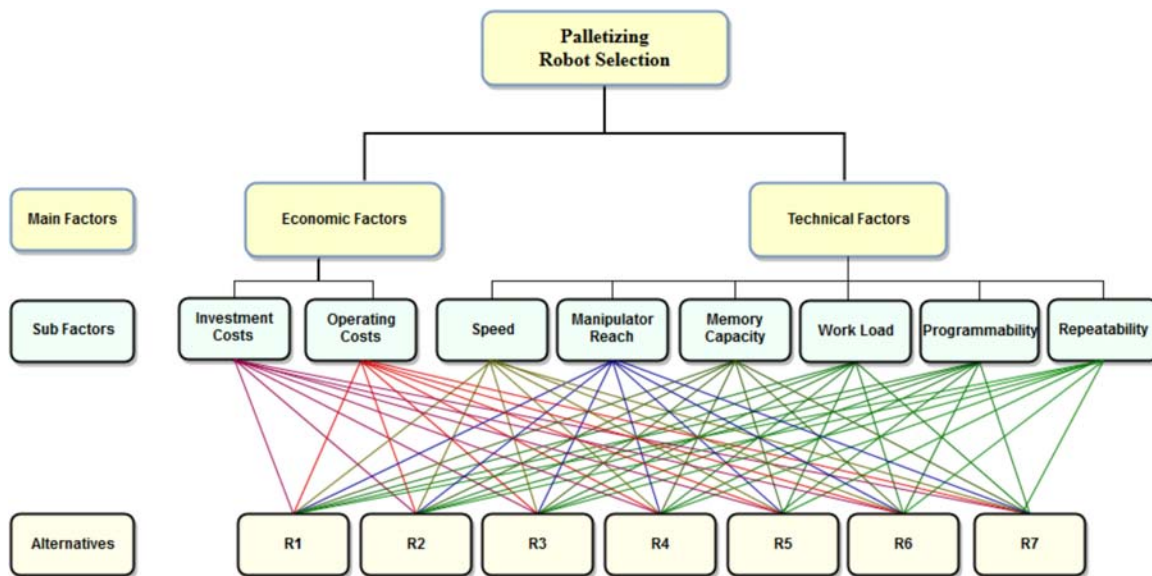 Palletizing
Robot Selection
Main Factors
Economic Factors
Technical Factors
Sub Factors
Investment
Costs
Operating
Costs
Speed
Manipulator
Reach
Memory
Capacity
Work Load
Programmability
Repeatability
Alternatives
R1
R2
R3
R4
R5
R6
R7